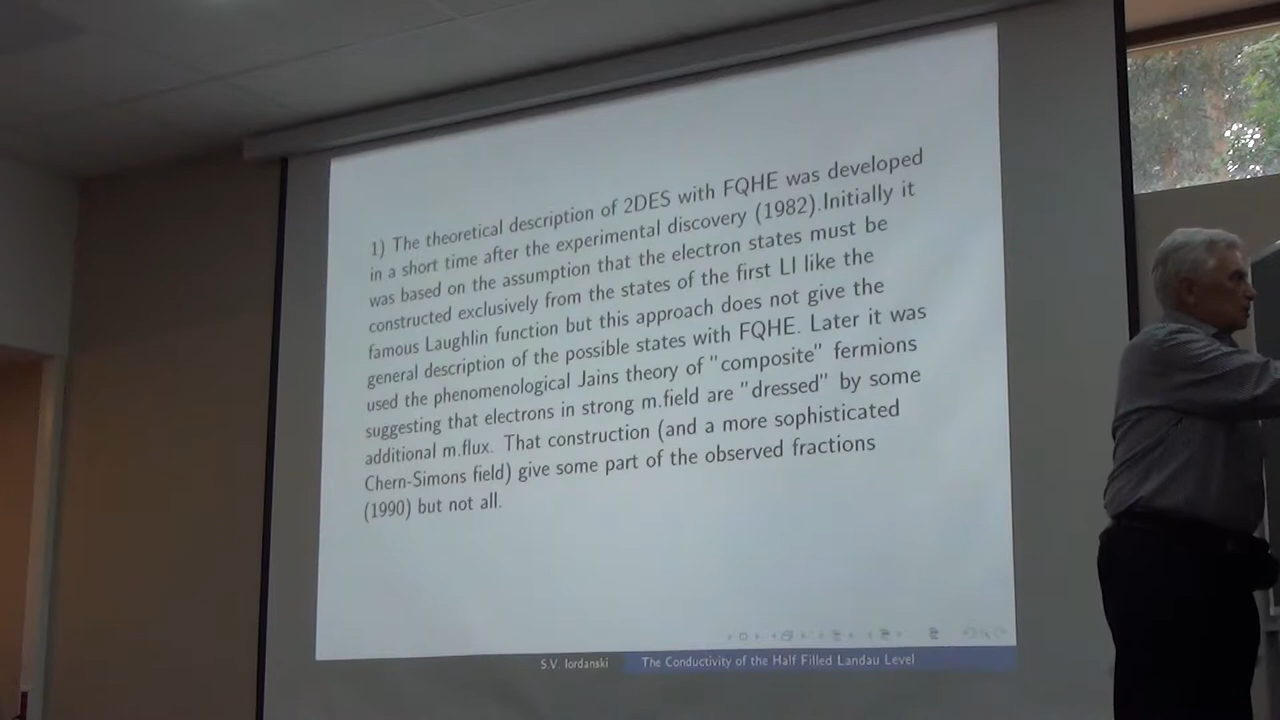 1) The theoretical description of 2DES with FQHE was developed
in a short time after the experimental discovery (1982).Initially it
was based on the assumption that the electron states must be
constructed exclusively from the states of the first Ll like the
famous Laughlin function but this approach does not give the
general description of the possible states with FQHE. Later it was
used the phenomenological Jains theory of "composite" fermions
suggesting that electrons in strong m.field are "dressed" by some
additional m.flux. That construction (and a more sophisticated
Chern-Simons field) give some part of the observed fractions
(1990) but not all.
S.V. Iordanski
The Conductivity of the Half Filled Landau Level